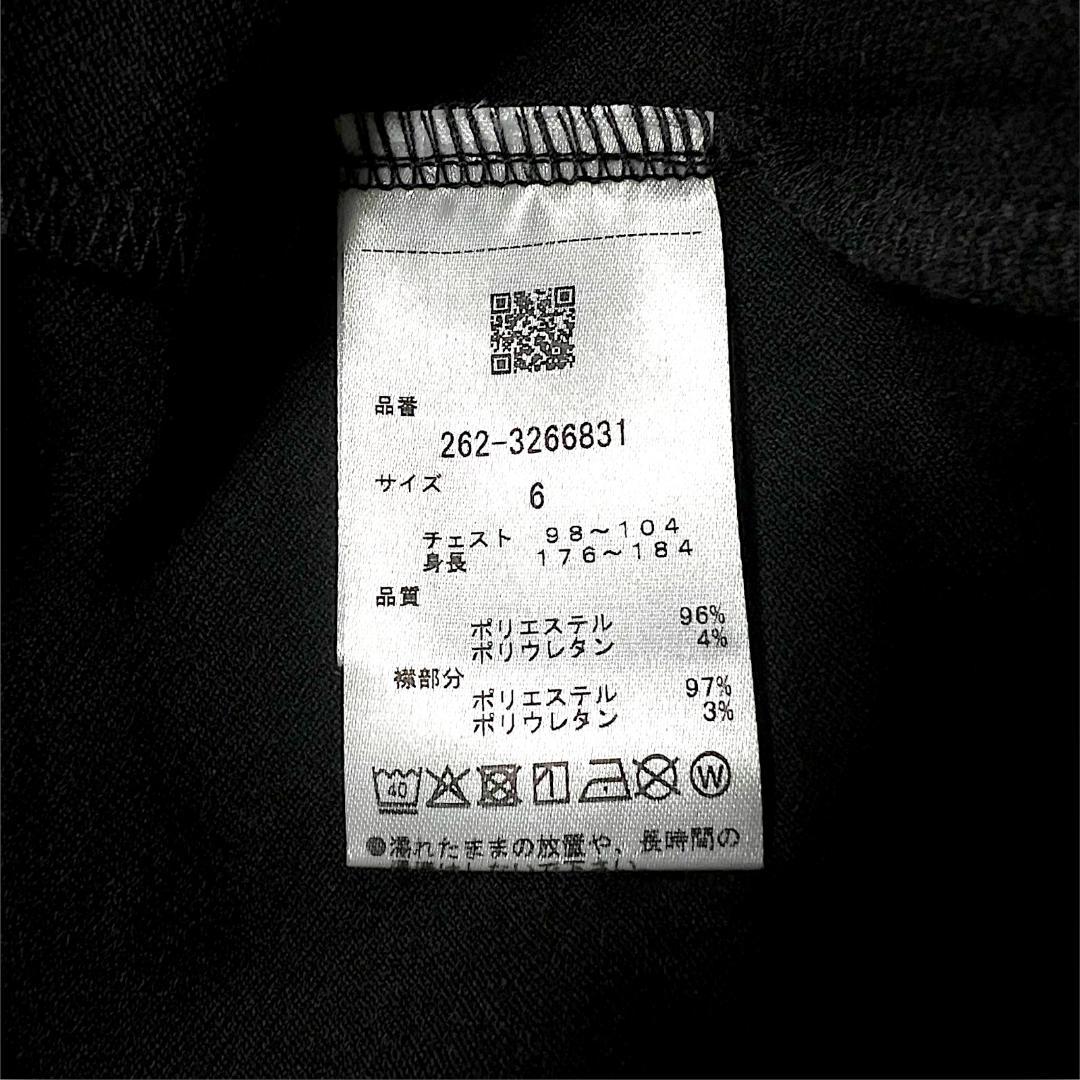 品番
262-3266831
サイズ
6
チェスト 98～104
身長 176～184
品質
ポリエステル 96%
ポリウレタン 4%
襟部分
ポリエステル 97%
ポリウレタン 3%
40
W
●濡れたままの放置や、長時間の